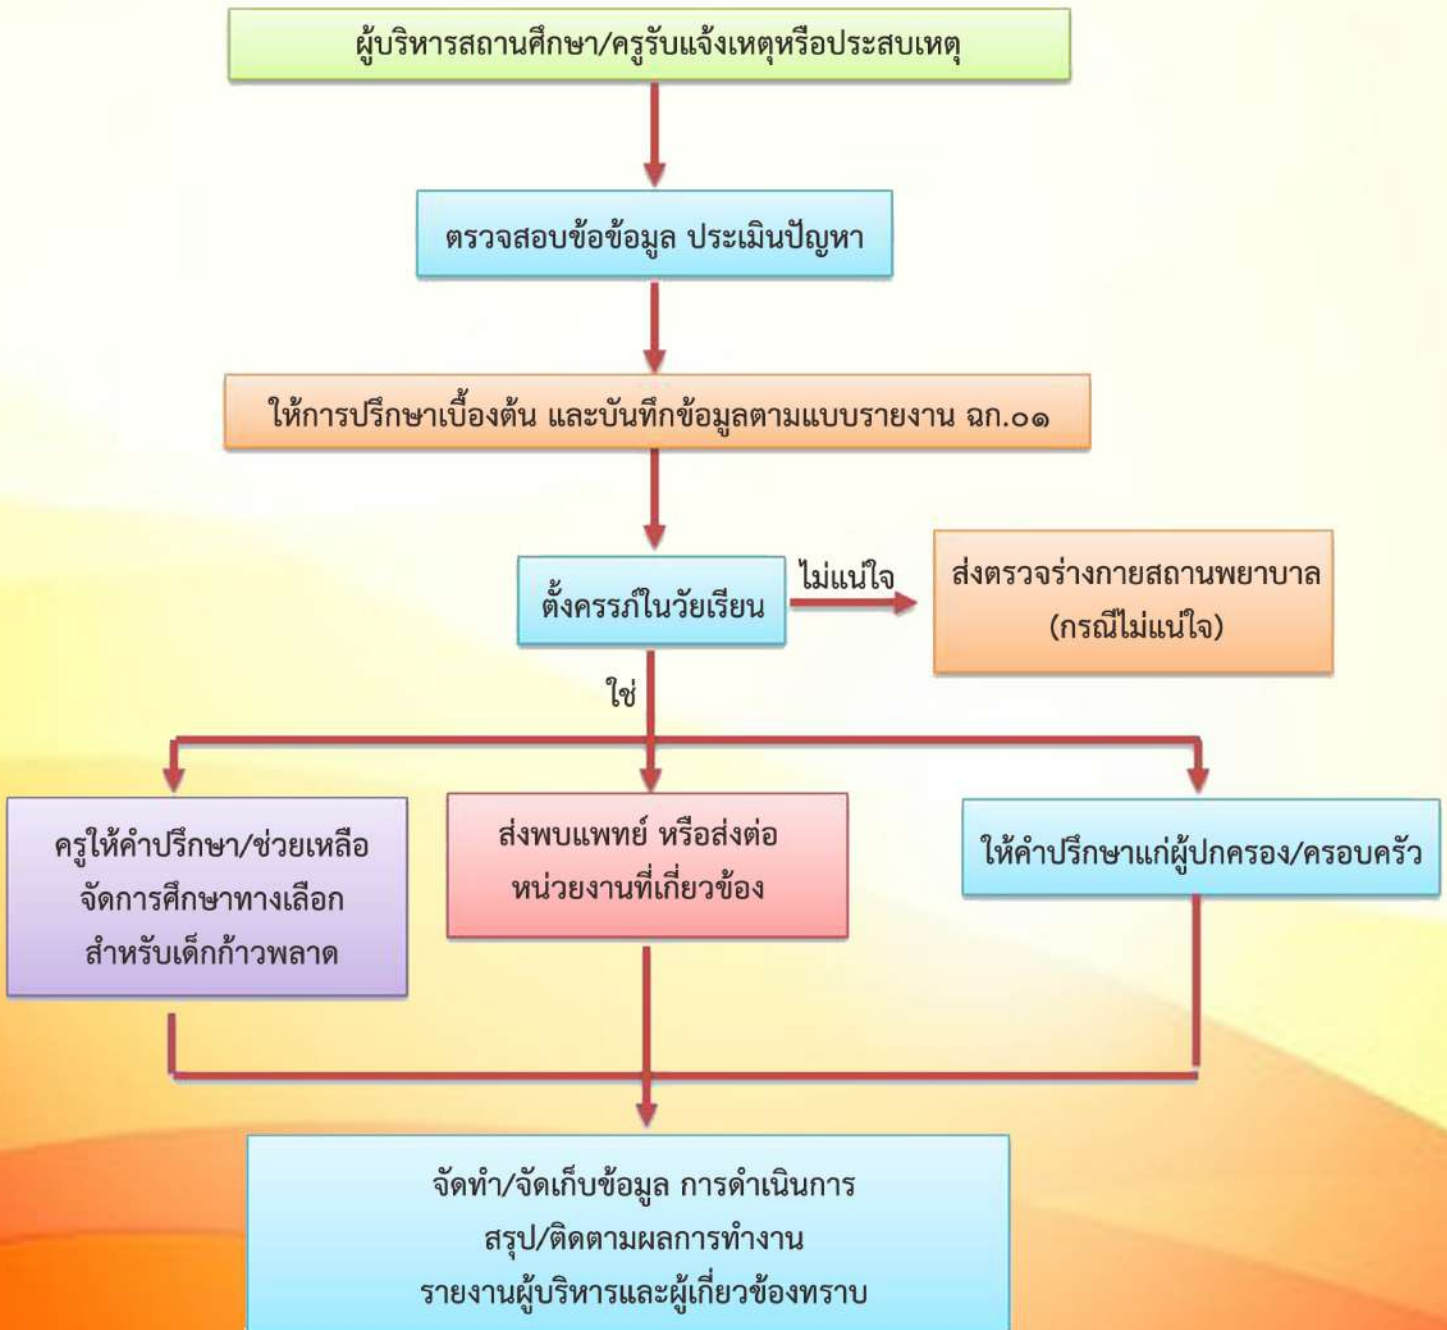 ผู้บริหารสถานศึกษา/ครูรับแจ้งเหตุหรือประสบเหตุ
ตรวจสอบข้อข้อมูล ประเมินปัญหา
ให้การปรึกษาเบื้องต้น และบันทึกข้อมูลตามแบบรายงาน ฉก.๐๑
ตั้งครรภ์ในวัยเรียน
ไม่แน่ใจ
ส่งตรวจร่างกายสถานพยาบาล
(กรณีไม่แน่ใจ)
ใช่
ครูให้คำปรึกษา/ช่วยเหลือ
จัดการศึกษาทางเลือก
สำหรับเด็กก้าวพลาด
ส่งพบแพทย์ หรือส่งต่อ
หน่วยงานที่เกี่ยวข้อง
ให้คำปรึกษาแก่ผู้ปกครอง/ครอบครัว
จัดทำ/จัดเก็บข้อมูล การดำเนินการ
สรุป/ติดตามผลการทำงาน
รายงานผู้บริหารและผู้เกี่ยวข้องทราบ